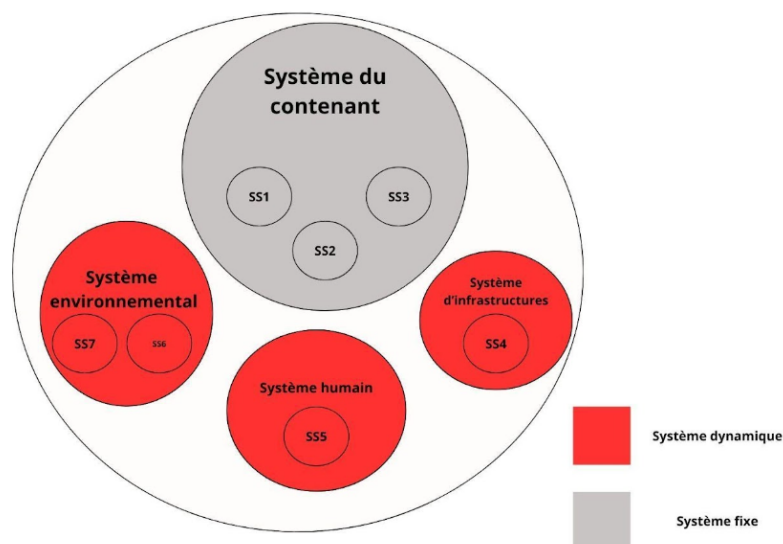 Système du
contenant
SS1
SS3
SS2
Système
environnemental
SS7
SS6
Système
d'infrastructures
SS4
Système humain
SS5
Système dynamique
Système fixe